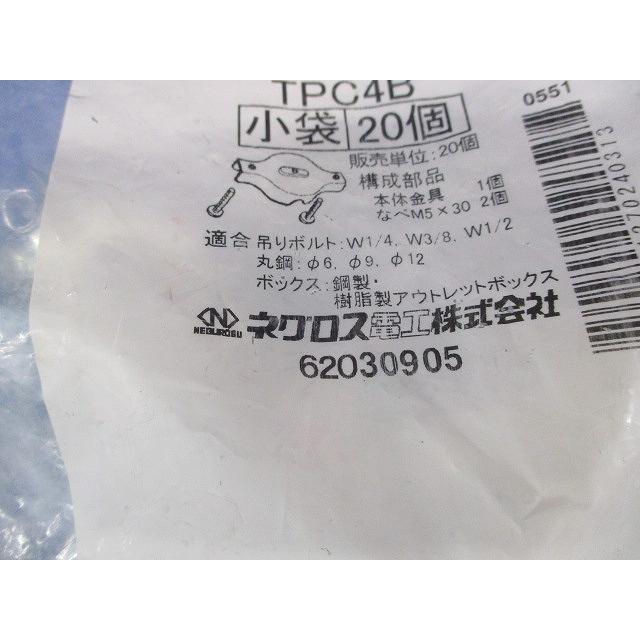 TPC4B
小袋 20個
販売単位:20個
構成部品
本体金具 1個
なべM5×30 2個
適合 吊りボルト:W1/4, W3/8, W1/2
丸鋼:φ6, φ9, φ12
ボックス:鋼製・
樹脂製アウトレットボックス
N NEGUROSU ネグロス電工株式会社
62030905
0551
270240313